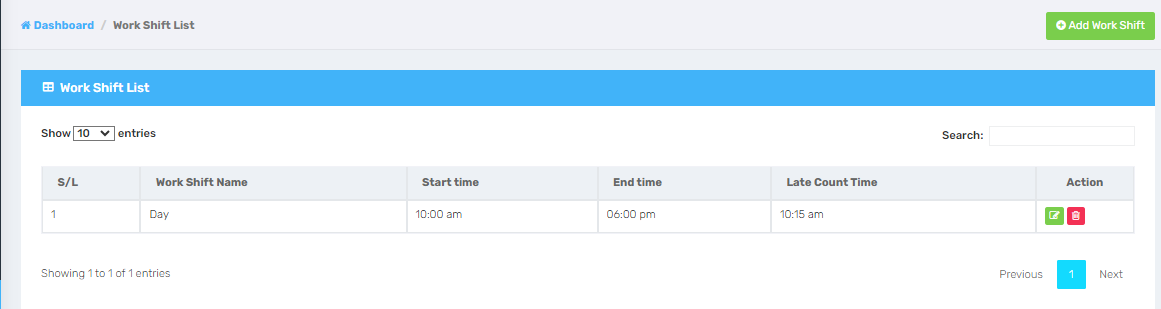 Dashboard / Work Shift List
Add Work Shift
Work Shift List
Show 10 entries
Search:
S/L Work Shift Name Start time End time Late Count Time Action
1 Day 10:00 am 06:00 pm 10:15 am
Showing 1 to 1 of 1 entries
Previous 1 Next